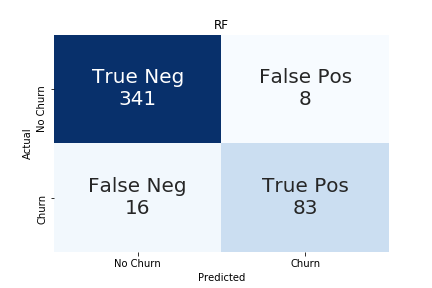 RF
True Neg
341
False Pos
8
False Neg
16
True Pos
83
No Churn
Churn
Actual
No Churn
Churn
Predicted